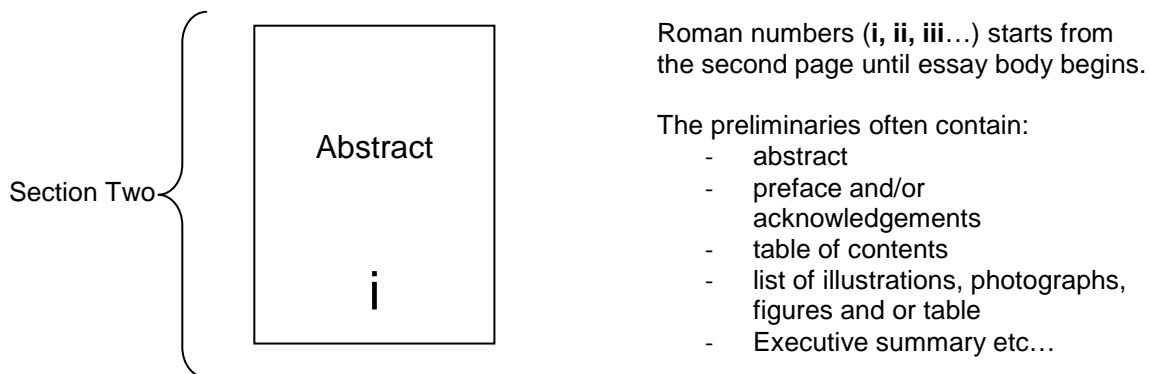 Section Two
Abstract
i
Roman numbers (i, ii, iii…) starts from
the second page until essay body begins.
The preliminaries often contain:
- abstract
- preface and/or
acknowledgements
- table of contents
- list of illustrations, photographs,
figures and or table
- Executive summary etc…